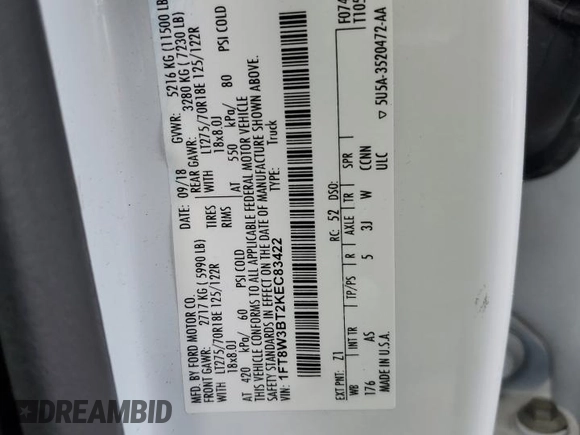 MFD. BY FORD MOTOR CO.
DATE: 09/18 GVWR: 5216 KG (11500 LB
FRONT GAWR: 2717 KG ( 5990 LB) REAR GAWR: 3280 KG ( 7230 LB)
WITH LT275/70R18E 125/122R TIRES WITH LT275/70R18E 125/122R
18x8.0J RIMS 18x8.0J
AT 420 kPa/ 60 PSI COLD AT 550 kPa/ 80 PSI COLD
THIS VEHICLE CONFORMS TO ALL APPLICABLE FEDERAL MOTOR VEHICLE
SAFETY STANDARDS IN EFFECT ON THE DATE OF MANUFACTURE SHOWN ABOVE.
1FT8W3BT2KEC83422 Truck
F074
T105
EXT PNT: Z1 RC: 52 DSO:
WB INT TR TP/PS R AXLE TR SPR
176 AS 5 3J W CCNN
MADE IN U.S.A. ULC
5U5A-3520472-AA
DREAMBID